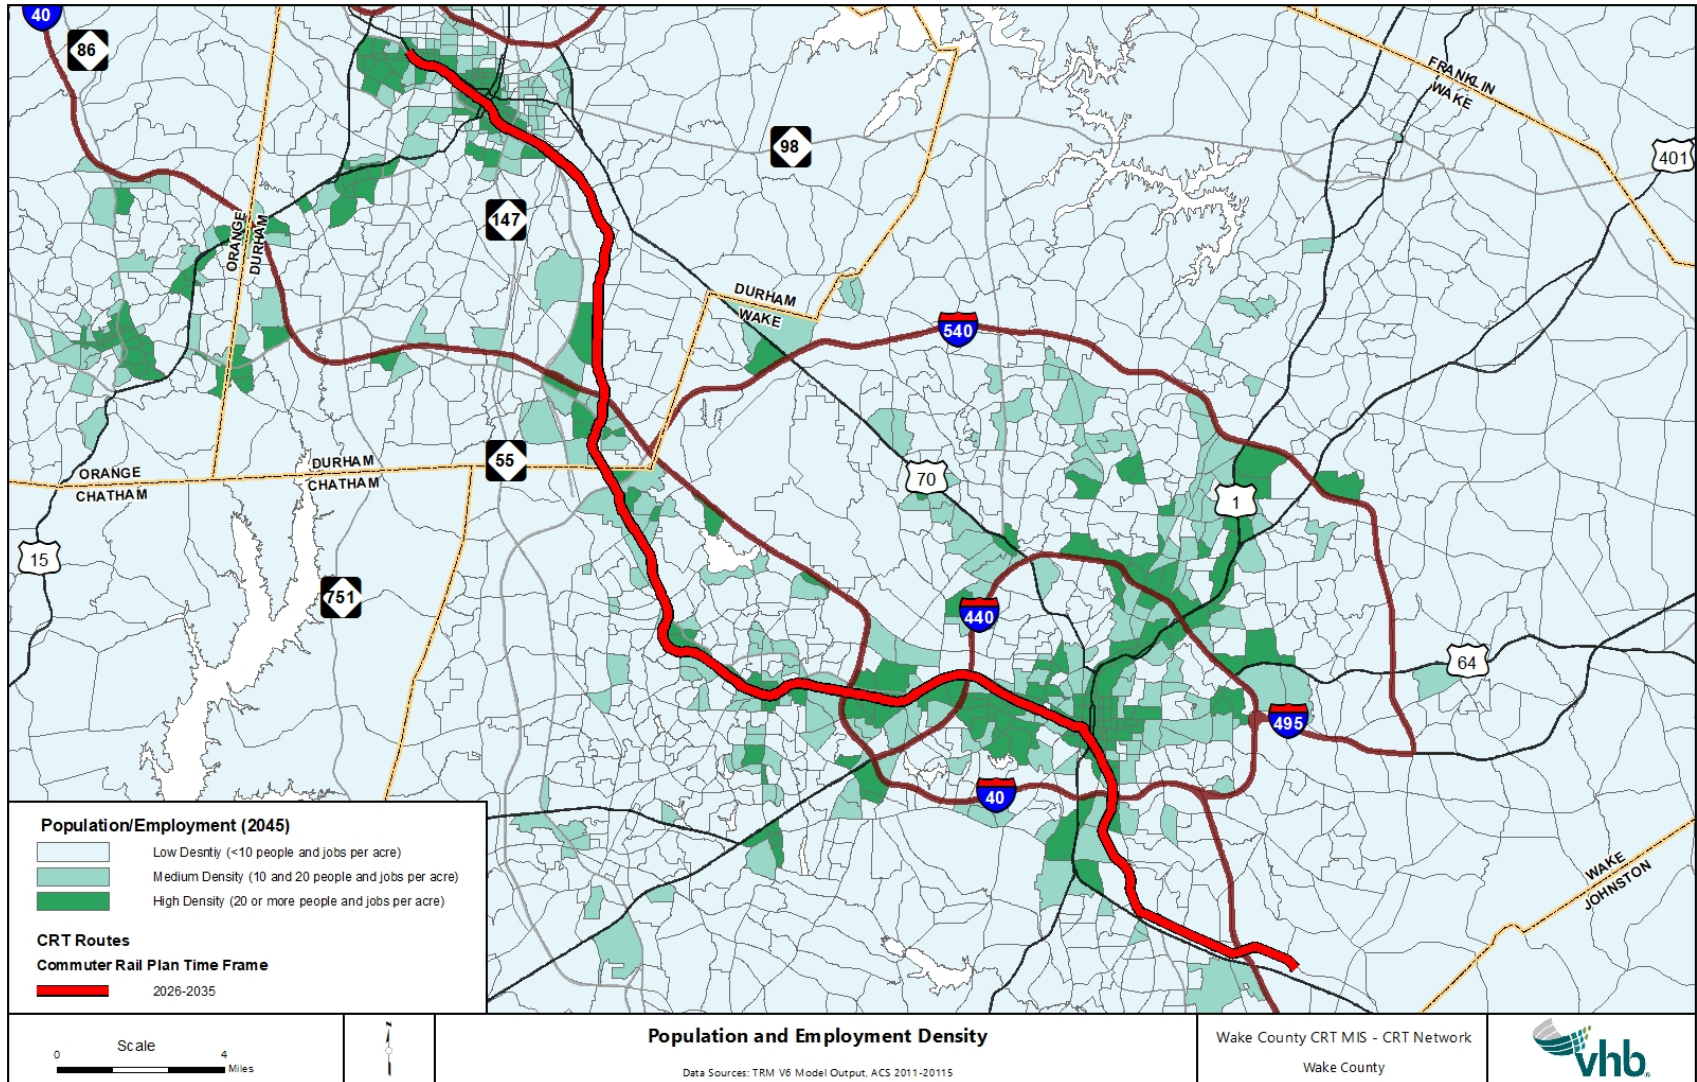 40
86
98
FRANKLIN
WAKE
401
147
ORANGE
DURHAM
DURHAM
WAKE
540
ORANGE
CHATHAM
DURHAM
CHATHAM
55
70
1
15
751
440
64
495
40
WAKE
JOHNSTON
Population/Employment (2045)
Low Desntiy (<10 people and jobs per acre)
Medium Density (10 and 20 people and jobs per acre)
High Density (20 or more people and jobs per acre)
CRT Routes
Commuter Rail Plan Time Frame
2026-2035
Scale
0 4
Miles
N
Population and Employment Density
Data Sources: TRM V6 Model Output, ACS 2011-20115
Wake County CRT MIS - CRT Network
Wake County
vhb